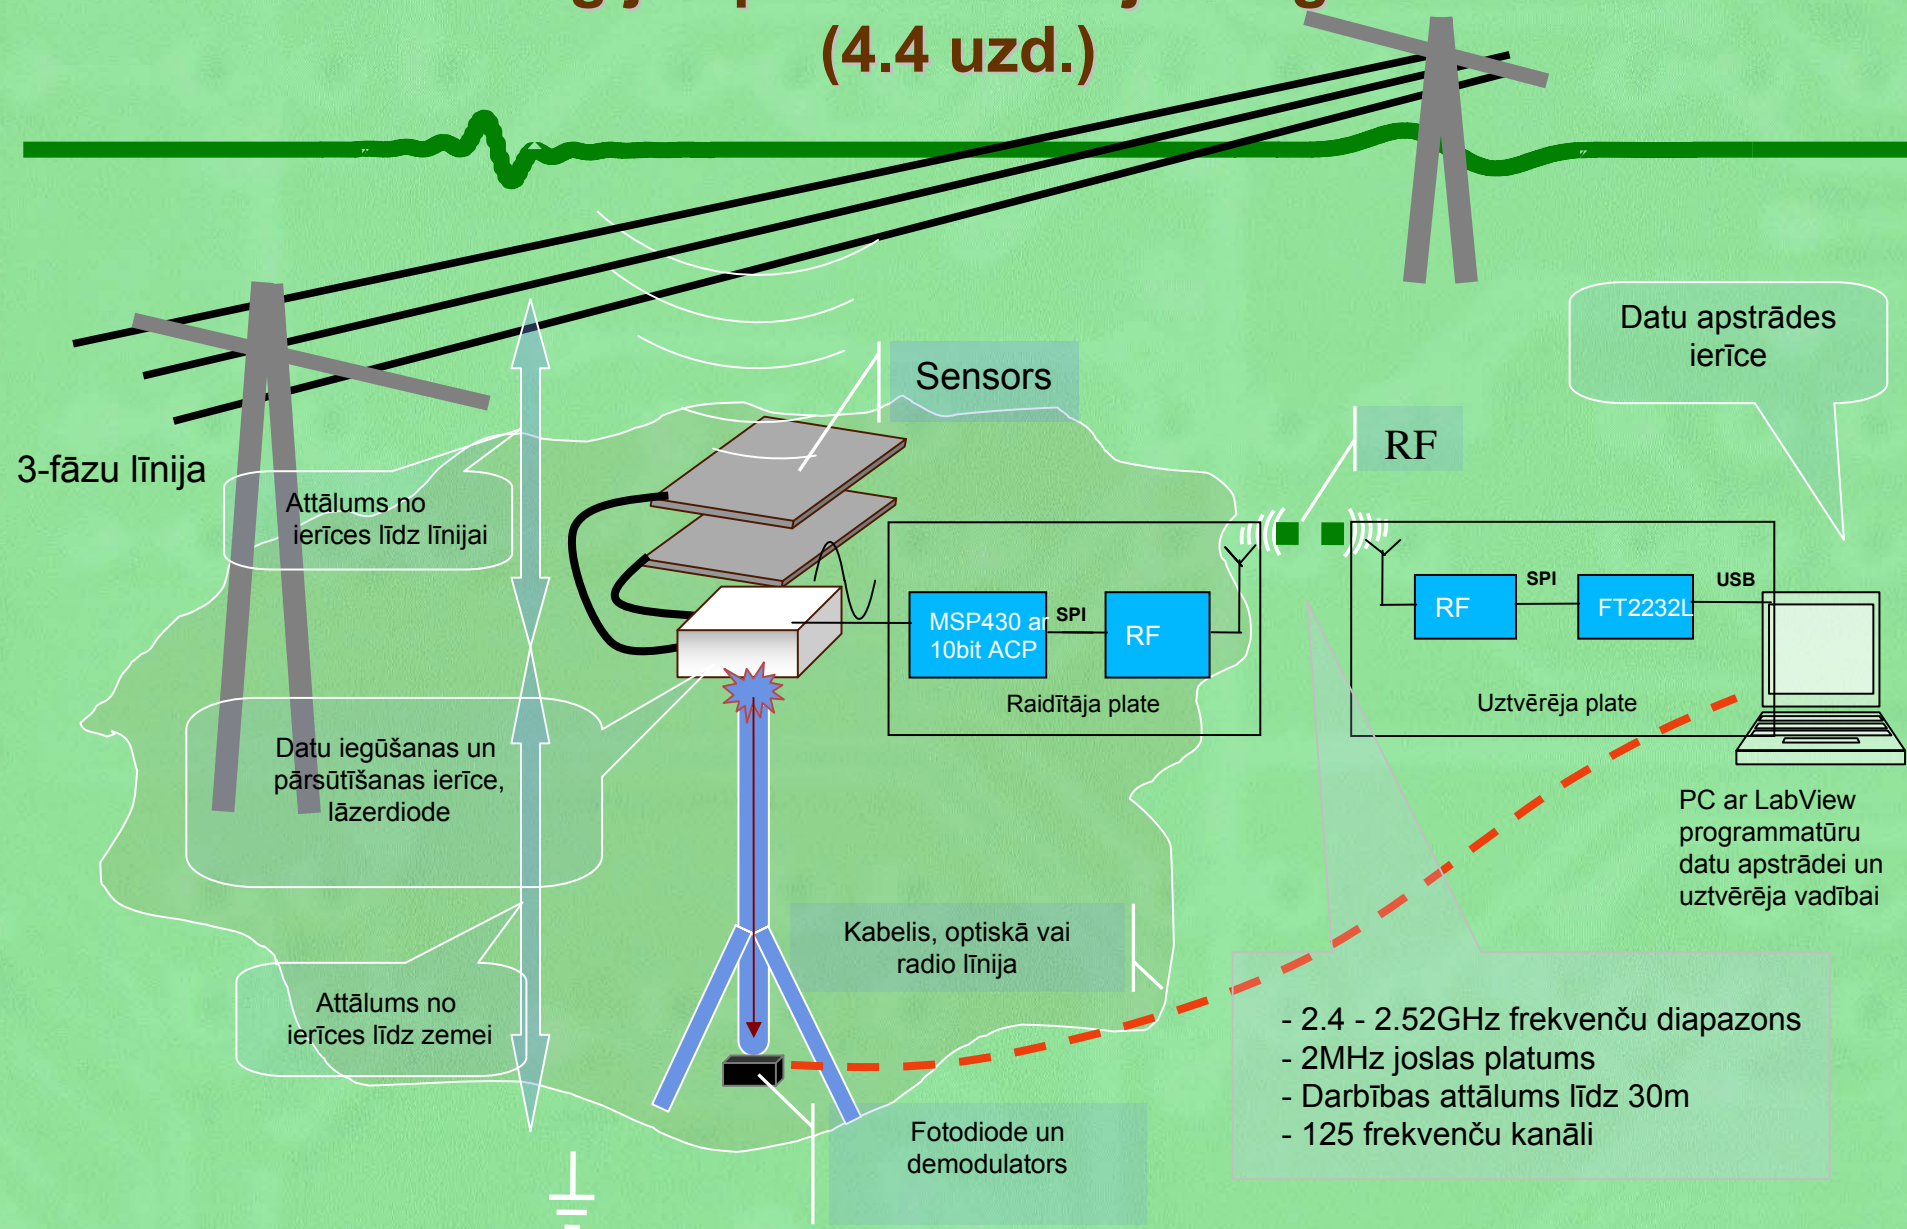 (4.4 uzd.)
3-fāzu līnija
Attālums no
ierīces līdz līnijai
Sensors
RF
Datu apstrādes
ierīce
MSP430 ar
10bit ACP
SPI
RF
Raidītāja plate
RF
SPI
FT2232L
USB
Uztvērēja plate
Datu iegūšanas un
pārsūtīšanas ierīce,
lāzerdiode
PC ar LabView
programmatūru
datu apstrādei un
uztvērēja vadībai
Kabelis, optiskā vai
radio līnija
Attālums no
ierīces līdz zemei
- 2.4 - 2.52GHz frekvenču diapazons
- 2MHz joslas platums
- Darbības attālums līdz 30m
- 125 frekvenču kanāli
Fotodiode un
demodulators